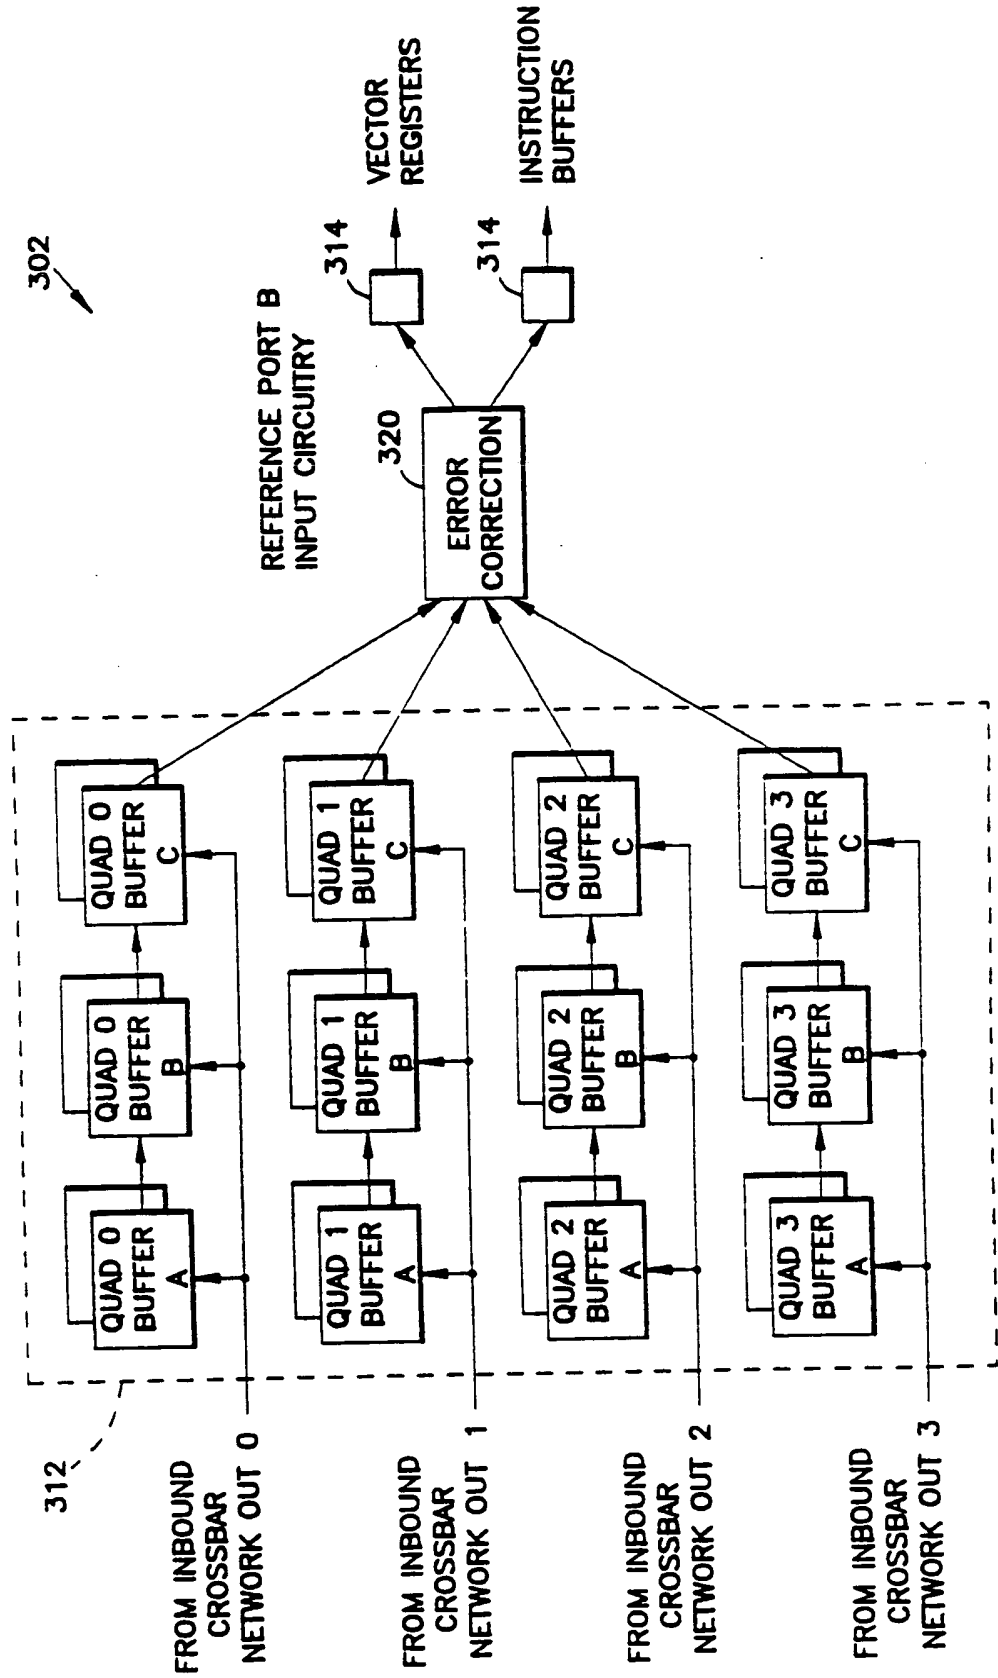 302
REFERENCE PORT B
INPUT CIRCUITRY
312
FROM INBOUND
CROSSBAR
NETWORK OUT 0
QUAD 0
BUFFER
A
QUAD 0
BUFFER
B
QUAD 0
BUFFER
C
FROM INBOUND
CROSSBAR
NETWORK OUT 1
QUAD 1
BUFFER
A
QUAD 1
BUFFER
B
QUAD 1
BUFFER
C
FROM INBOUND
CROSSBAR
NETWORK OUT 2
QUAD 2
BUFFER
A
QUAD 2
BUFFER
B
QUAD 2
BUFFER
C
FROM INBOUND
CROSSBAR
NETWORK OUT 3
QUAD 3
BUFFER
A
QUAD 3
BUFFER
B
QUAD 3
BUFFER
C
320
ERROR
CORRECTION
314
VECTOR
REGISTERS
314
INSTRUCTION
BUFFERS